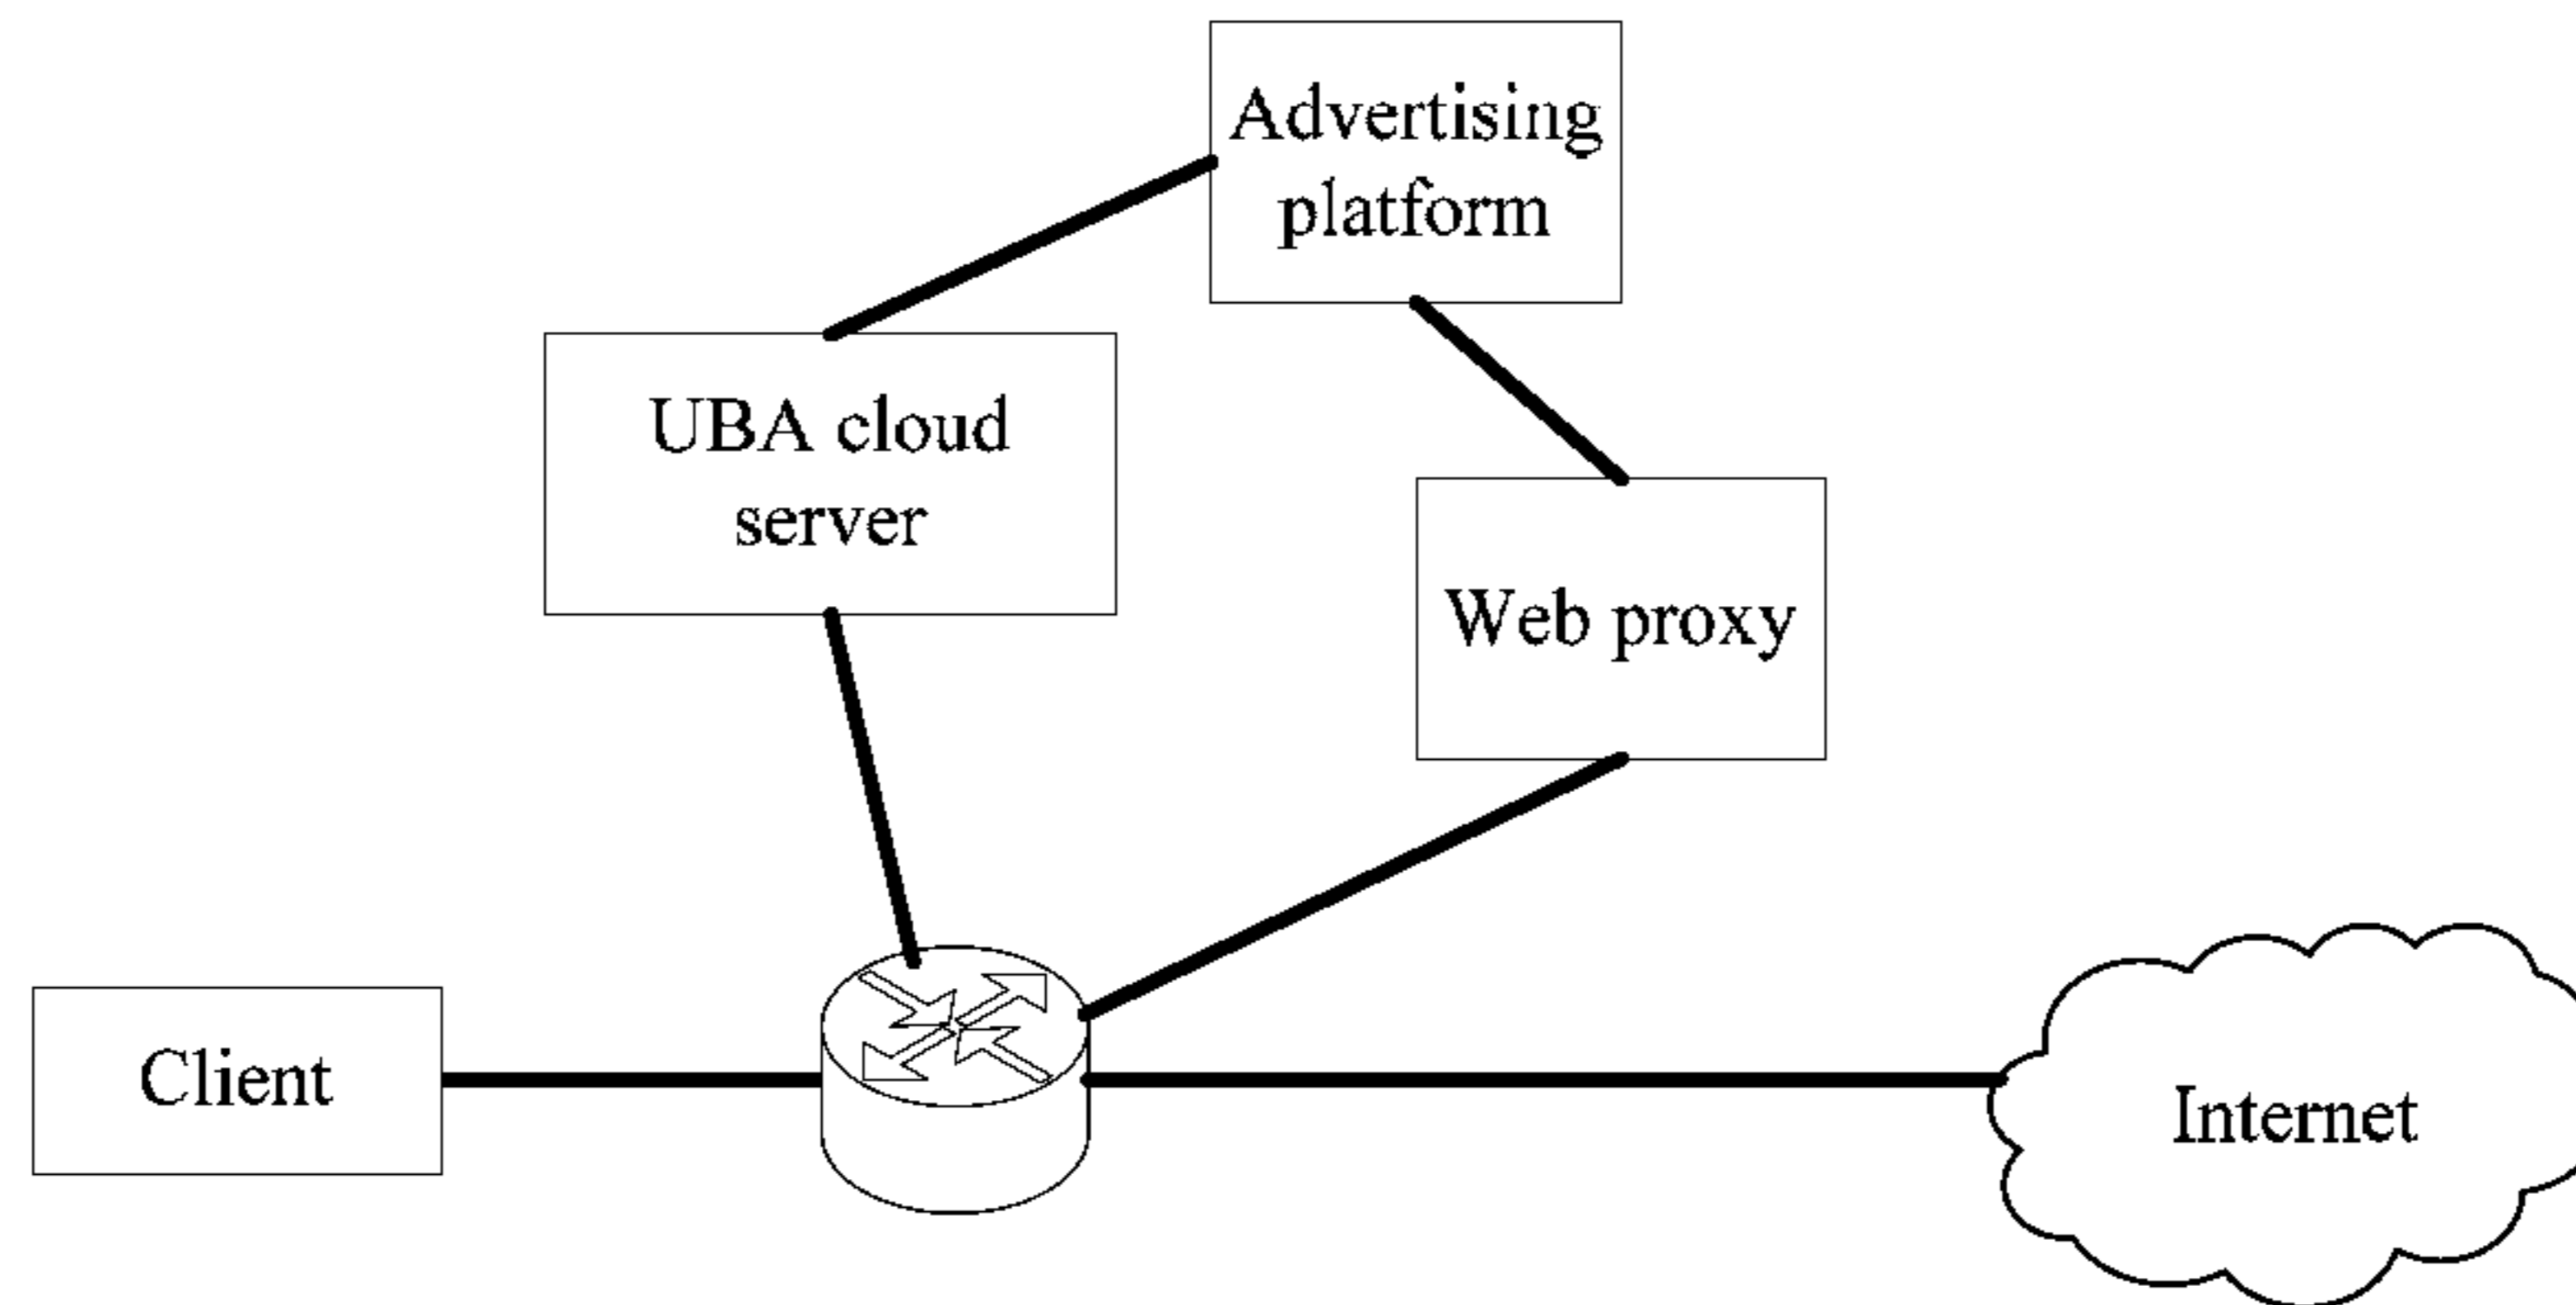 Advertising
platform
UBA cloud
server
Web proxy
Client
Internet